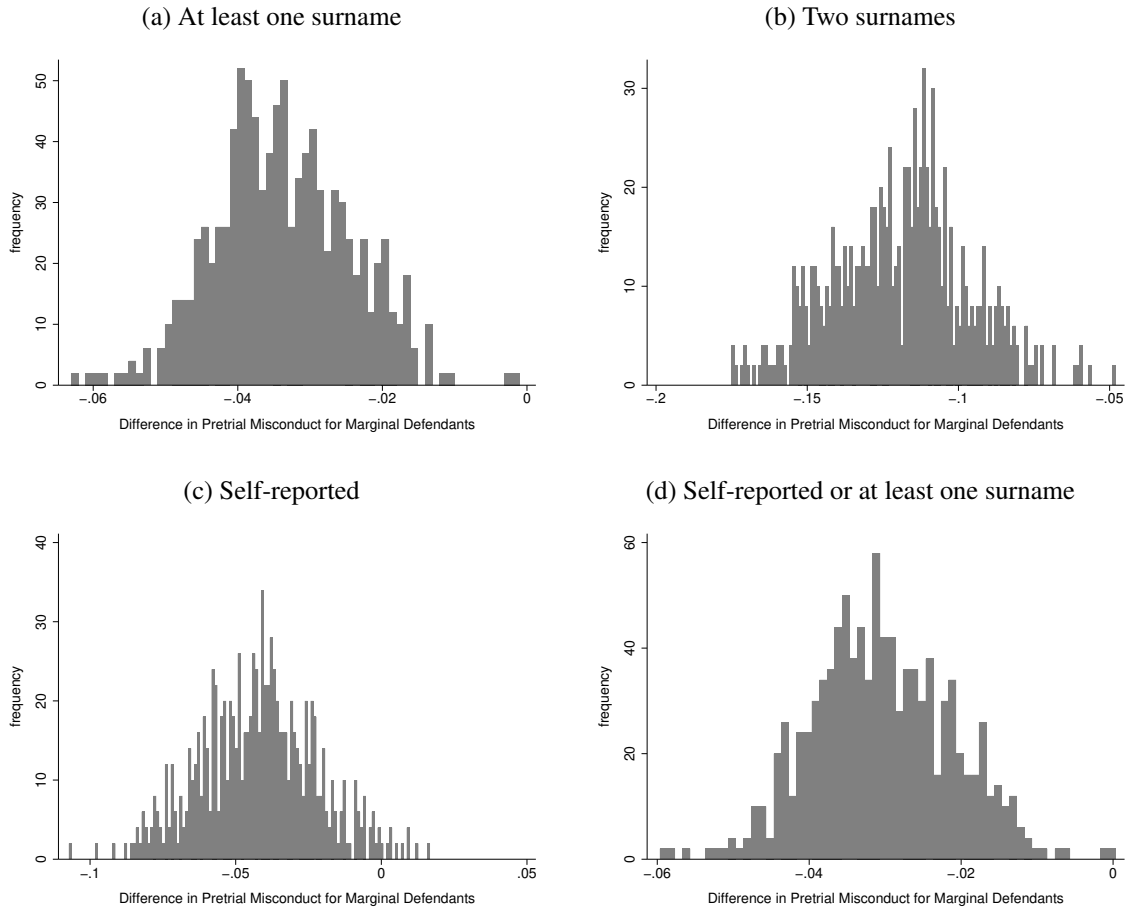 (a) At least one surname
frequency
50
40
30
20
10
0
−.06 −.04 −.02 0
Difference in Pretrial Misconduct for Marginal Defendants
(b) Two surnames
frequency
30
20
10
0
−.2 −.15 −.1 −.05
Difference in Pretrial Misconduct for Marginal Defendants
(c) Self-reported
frequency
40
30
20
10
0
−.1 −.05 0 .05
Difference in Pretrial Misconduct for Marginal Defendants
(d) Self-reported or at least one surname
frequency
60
40
20
0
−.06 −.04 −.02 0
Difference in Pretrial Misconduct for Marginal Defendants